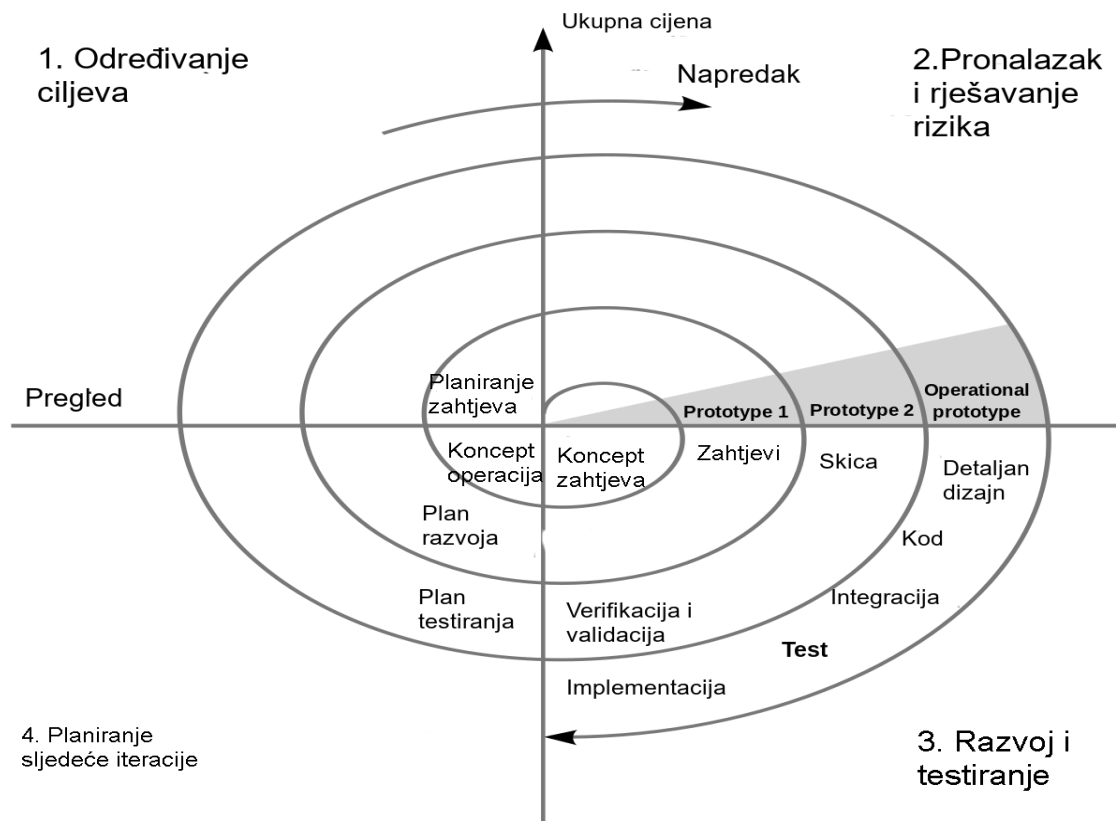 Ukupna cijena
1. Određivanje
ciljeva
Napredak
2.Pronalazak
i rješavanje
rizika
Pregled
Planiranje
zahtjeva
Prototype 1
Prototype 2
Operational
prototype
Koncept
operacija
Koncept
zahtjeva
Zahtjevi
Skica
Detaljan
dizajn
Plan
razvoja
Kod
Plan
testiranja
Verifikacija i
validacija
Integracija
Test
Implementacija
4. Planiranje
sljedeće iteracije
3. Razvoj i
testiranje